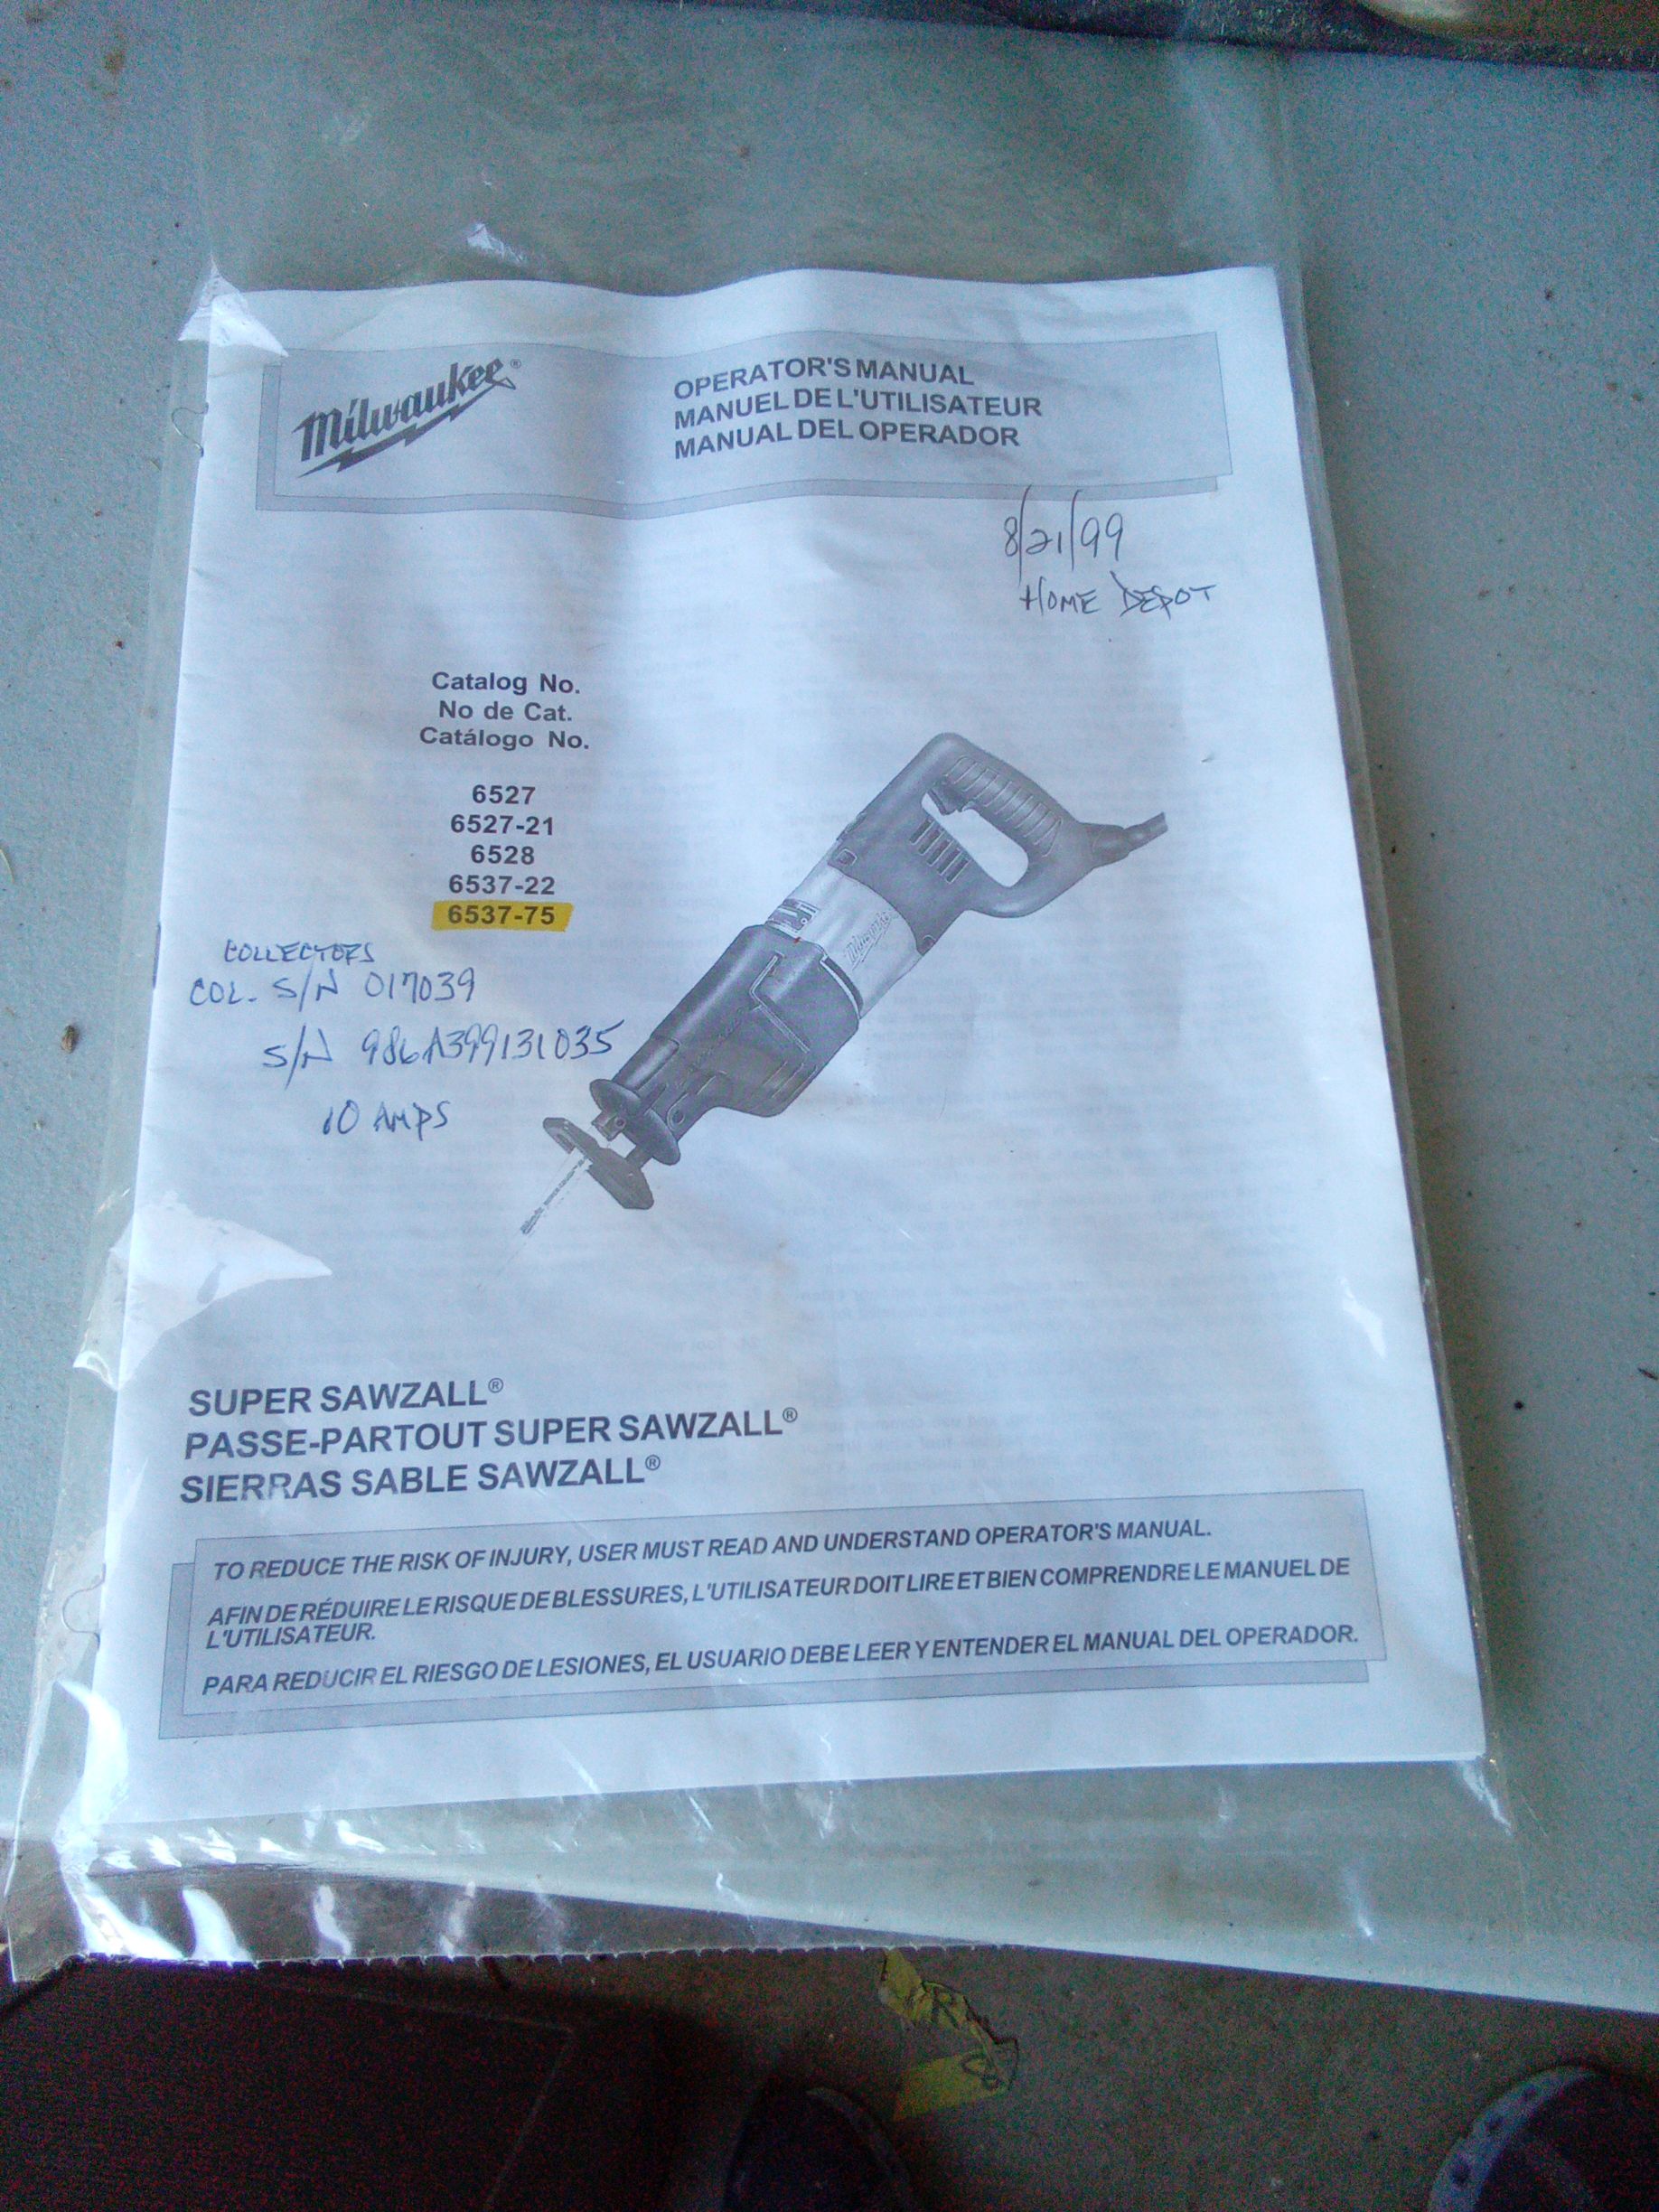 Milwaukee®
OPERATOR'S MANUAL
MANUEL DE L'UTILISATEUR
MANUAL DEL OPERADOR
8/21/99
HOME DEPOT
Catalog No.
No de Cat.
Catálogo No.
6527
6527-21
6528
6537-22
6537-75
COLLECTORS
COL. S/N 017039
S/N 986A399131035
10 AMPS
Milwaukee
SUPER SAWZALL®
PASSE-PARTOUT SUPER SAWZALL®
SIERRAS SABLE SAWZALL®
TO REDUCE THE RISK OF INJURY, USER MUST READ AND UNDERSTAND OPERATOR'S MANUAL.
AFIN DE RÉDUIRE LE RISQUE DE BLESSURES, L'UTILISATEUR DOIT LIRE ET BIEN COMPRENDRE LE MANUEL DE
L'UTILISATEUR.
PARA REDUCIR EL RIESGO DE LESIONES, EL USUARIO DEBE LEER Y ENTENDER EL MANUAL DEL OPERADOR.